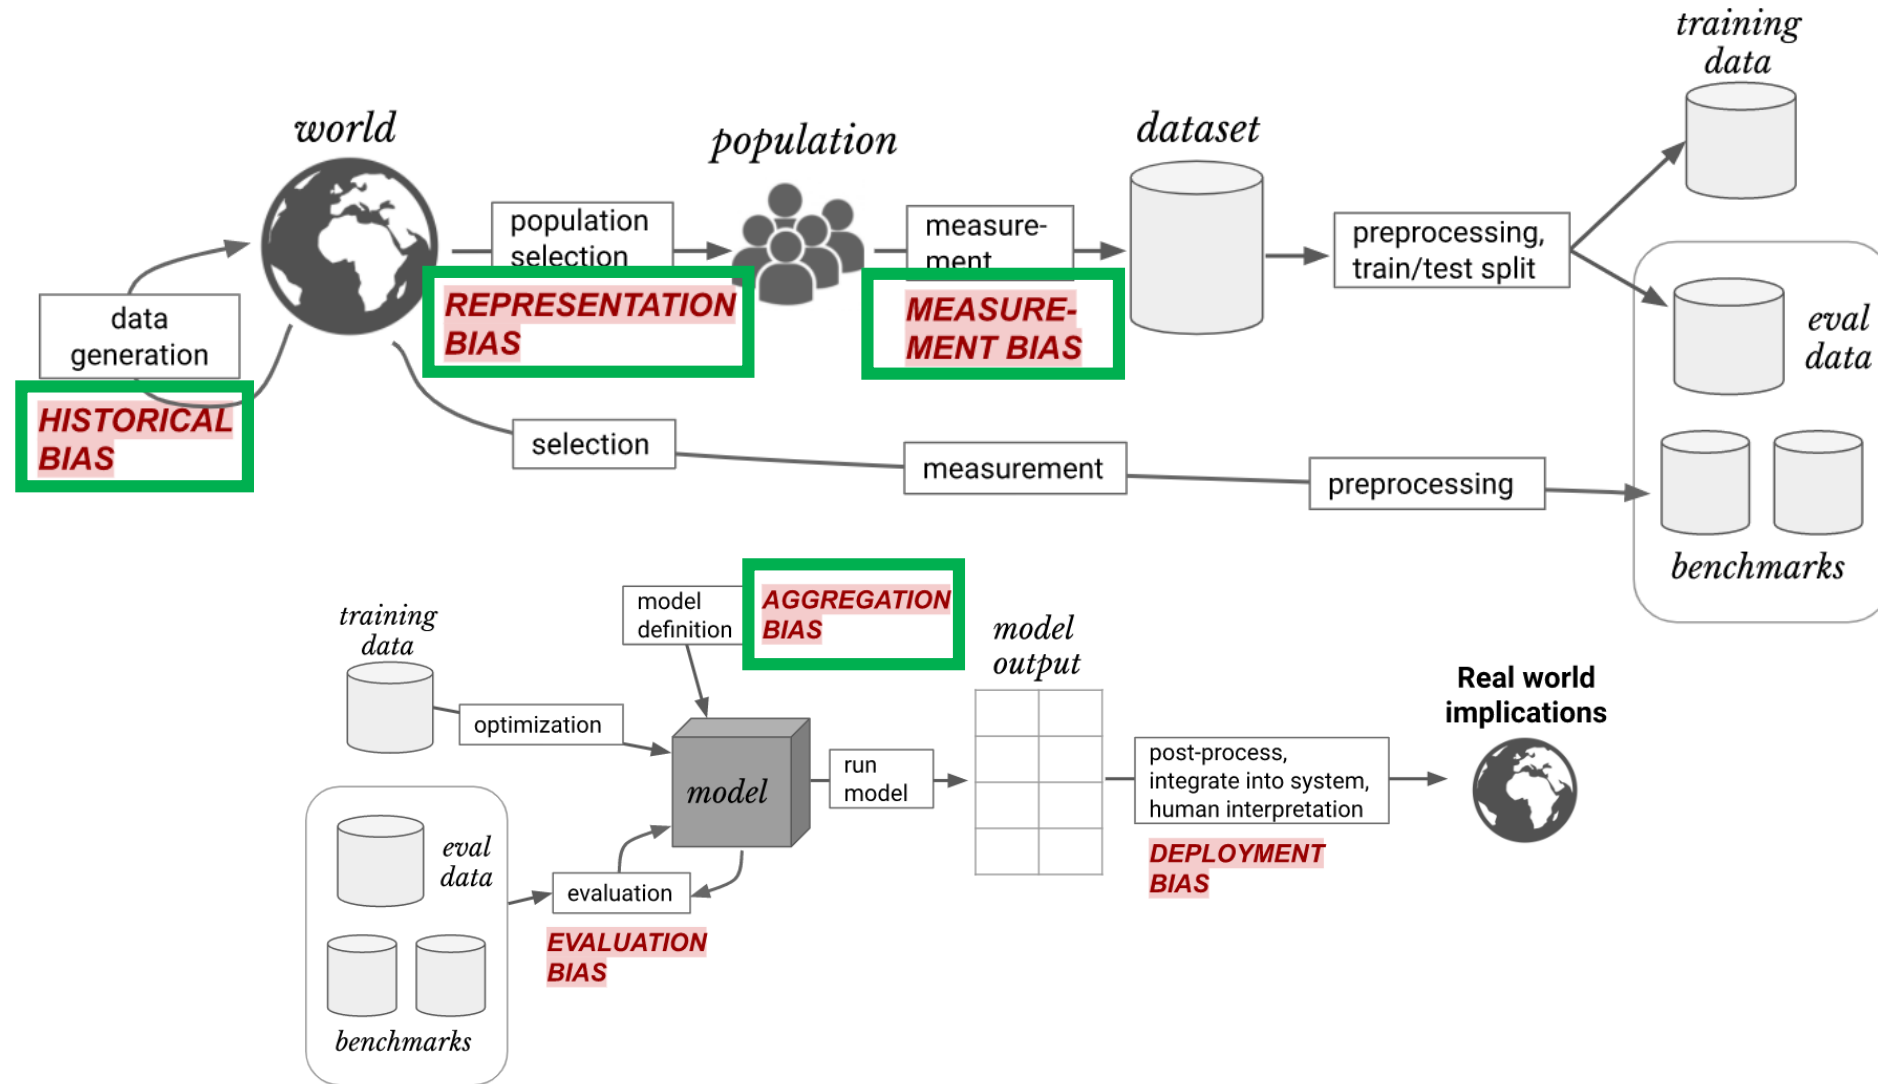 training
data
world
population
dataset
population
selection
measure-
ment
preprocessing,
train/test split
data
generation
REPRESENTATION
BIAS
MEASURE-
MENT BIAS
eval
data
HISTORICAL
BIAS
selection
measurement
preprocessing
benchmarks
training
data
model
definition
AGGREGATION
BIAS
model
output
Real world
implications
optimization
model
run
model
post-process,
integrate into system,
human interpretation
eval
data
evaluation
DEPLOYMENT
BIAS
EVALUATION
BIAS
benchmarks